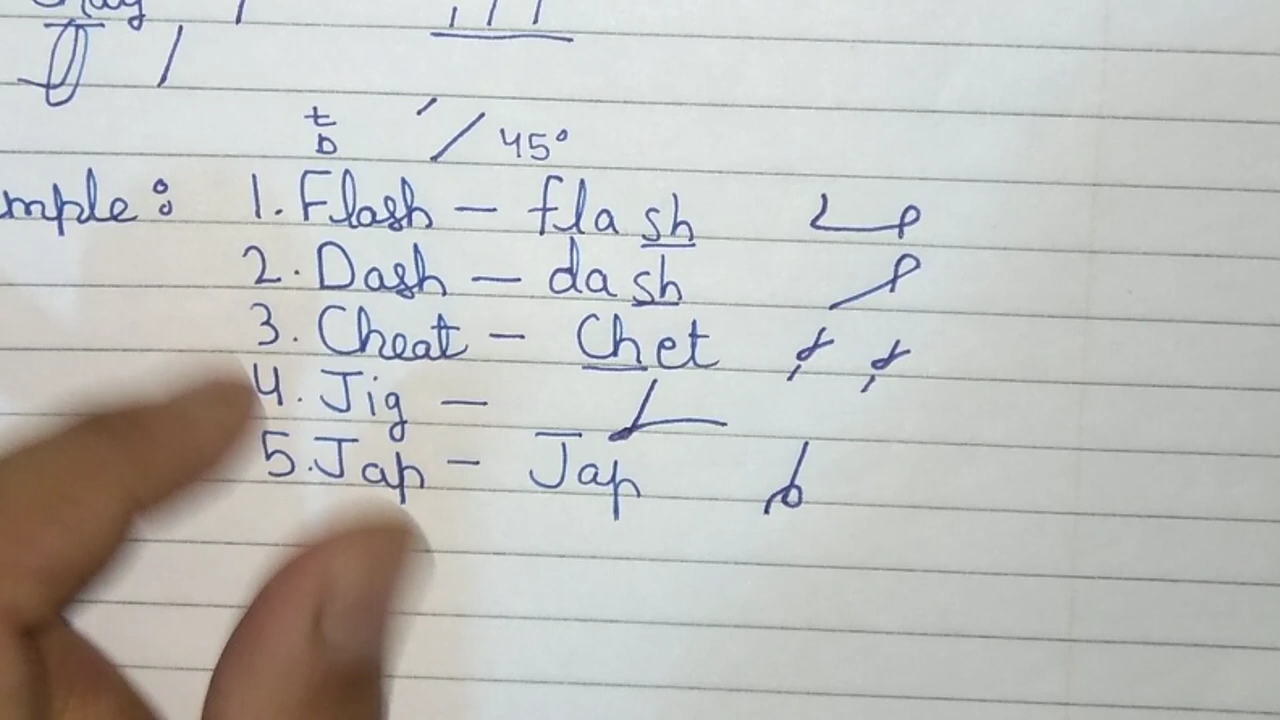 t
D 45°
mple: 1. Flash - flash
2. Dash - dash
3. Cheat - Chet
4. Jig -
5. Jap - Jap